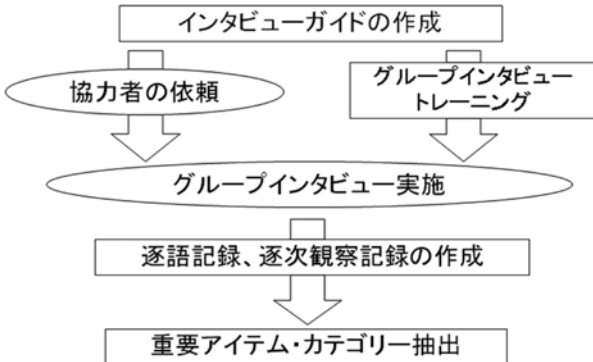 インタビューガイドの作成
協力者の依頼
グループインタビュー
トレーニング
グループインタビュー実施
逐語記録、逐次観察記録の作成
重要アイテム・カテゴリー抽出